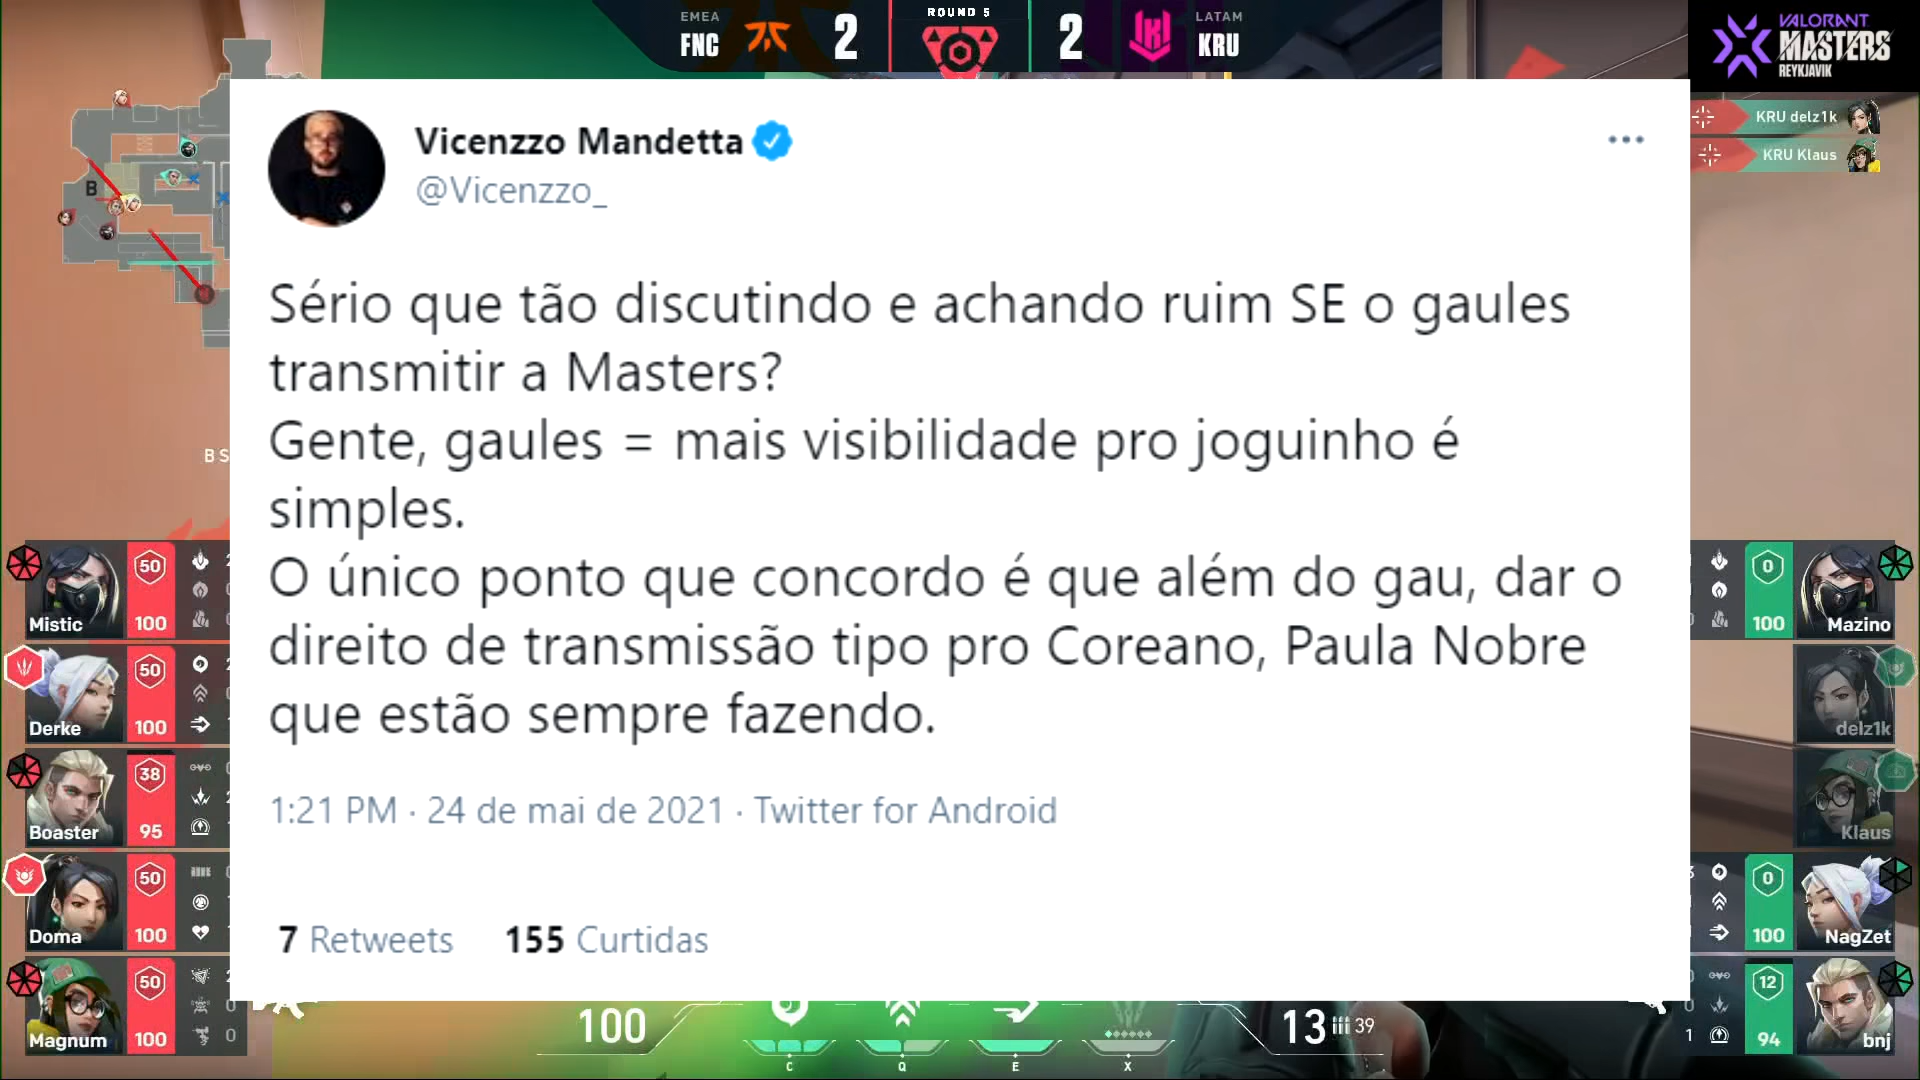 EMEA
FNC
2
ROUND 5
2
LATAM
KRU
VALORANT
MASTERS
REYKJAVIK
KRU delz1k
KRU Klaus
B
B S
Vicenzzo Mandetta
@Vicenzzo_
Sério que tão discutindo e achando ruim SE o gaules
transmitir a Masters?
Gente, gaules = mais visibilidade pro joguinho é
simples.
O único ponto que concordo é que além do gau, dar o
direito de transmissão tipo pro Coreano, Paula Nobre
que estão sempre fazendo.
1:21 PM · 24 de mai de 2021 · Twitter for Android
7 Retweets 155 Curtidas
50
Mistic 100
50
Derke 100
38
Boaster 95
50
Doma 100
50
Magnum 100
0
0
0
100 Mazino
delz1k
Klaus
0
100 NagZet
12
0
1
94 bnj
100
13 39
C Q E X